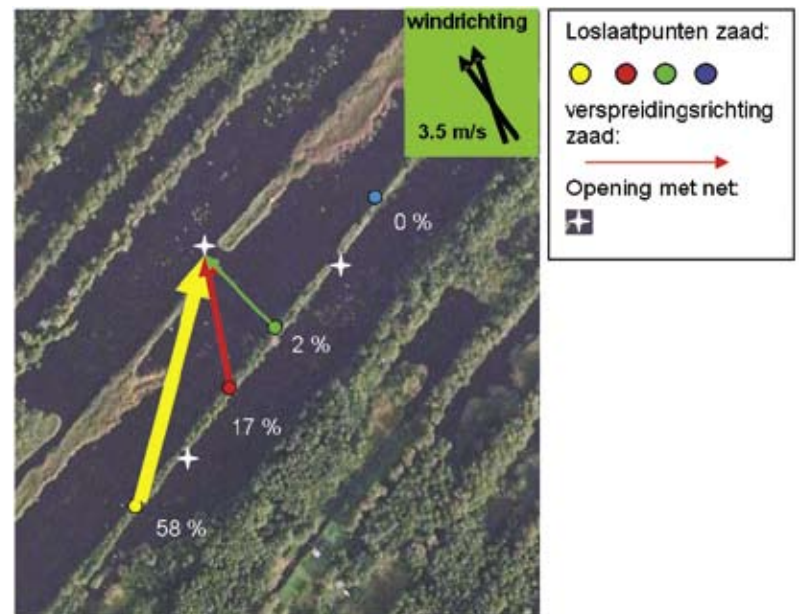 windrichting
3.5 m/s
0 %
2 %
17 %
58 %
Loslaatpunten zaad:
verspreidingsrichting
zaad:
Opening met net: